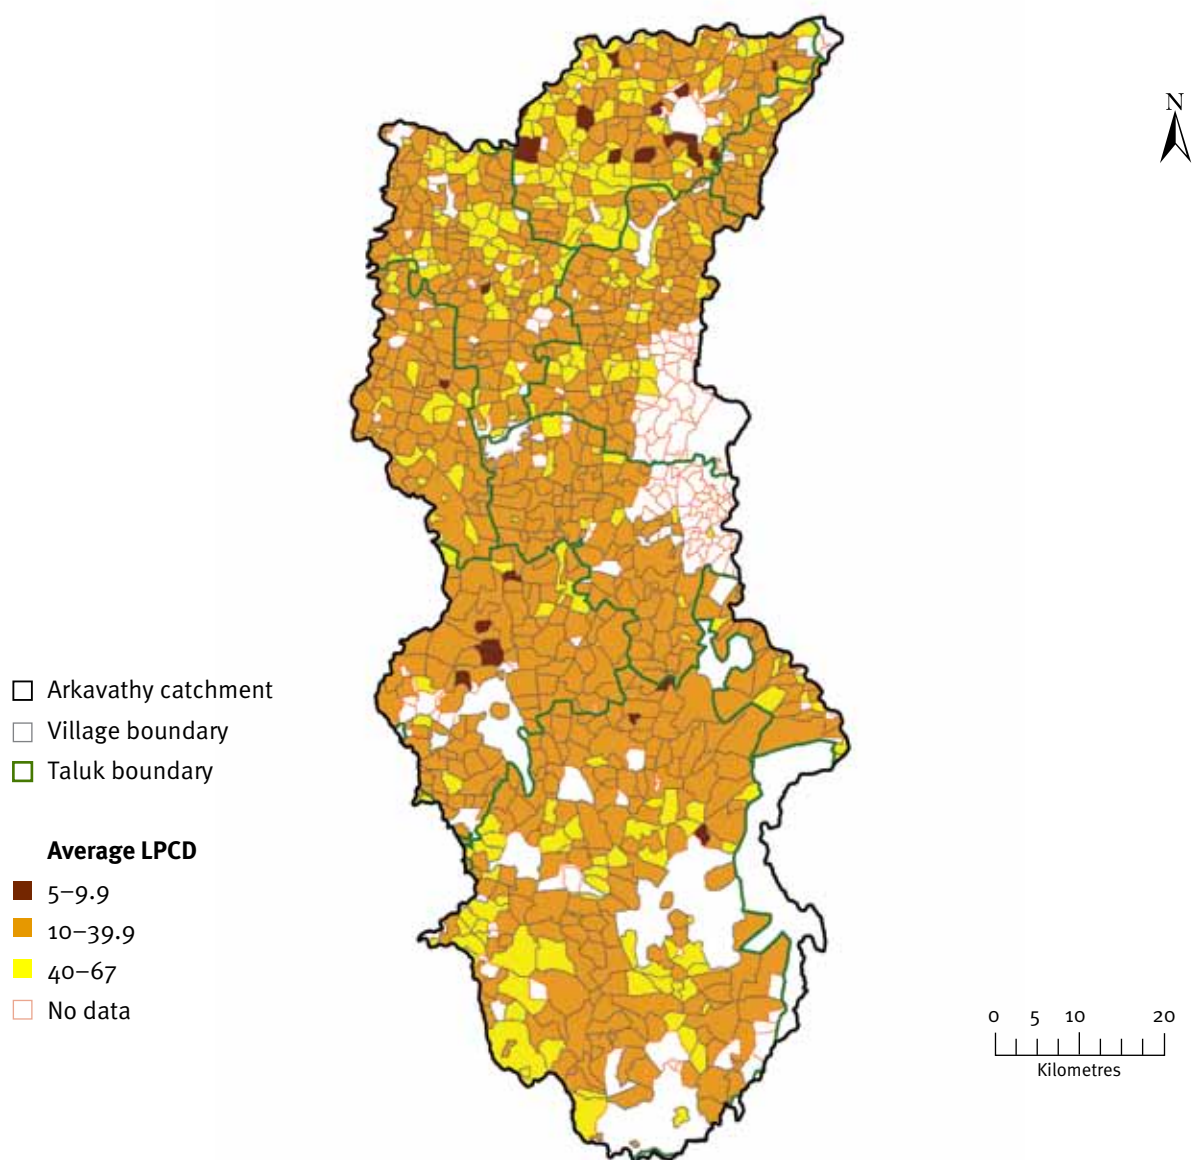 N
Arkavathy catchment
Village boundary
Taluk boundary
Average LPCD
5–9.9
10–39.9
40–67
No data
0 5 10 20
Kilometres